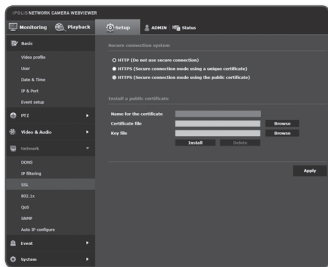 iPOLiS NETWORK CAMERA WEBVIEWER
Monitoring Playback Setup ADMIN Status
Basic
Video profile
User
Date & Time
IP & Port
Event setup
PTZ
Video & Audio
Network
DDNS
IP filtering
SSL
802.1x
QoS
SNMP
Auto IP configure
Event
System
Secure connection system
HTTP (Do not use secure connection)
HTTPS (Secure connection mode using a unique certificate)
HTTPS (Secure connection mode using the public certificate)
Install a public certificate
Name for the certificate
Certificate file Browse
Key file Browse
Install Delete
Apply